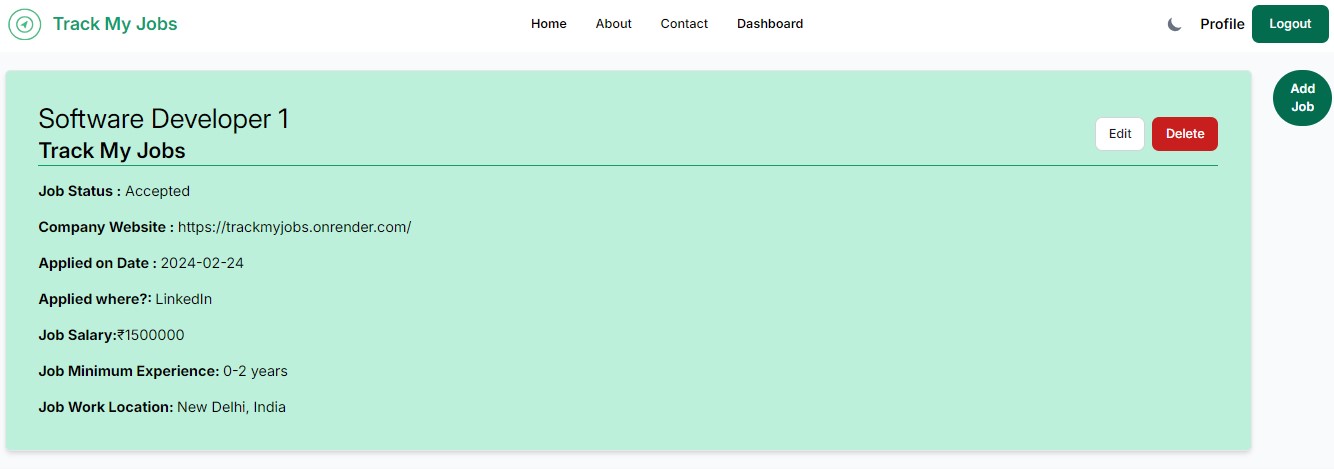 Track My Jobs
Home About Contact Dashboard
Profile Logout
Add
Job
Software Developer 1
Track My Jobs
Edit Delete
Job Status : Accepted
Company Website : https://trackmyjobs.onrender.com/
Applied on Date : 2024-02-24
Applied where?: LinkedIn
Job Salary:₹1500000
Job Minimum Experience: 0-2 years
Job Work Location: New Delhi, India